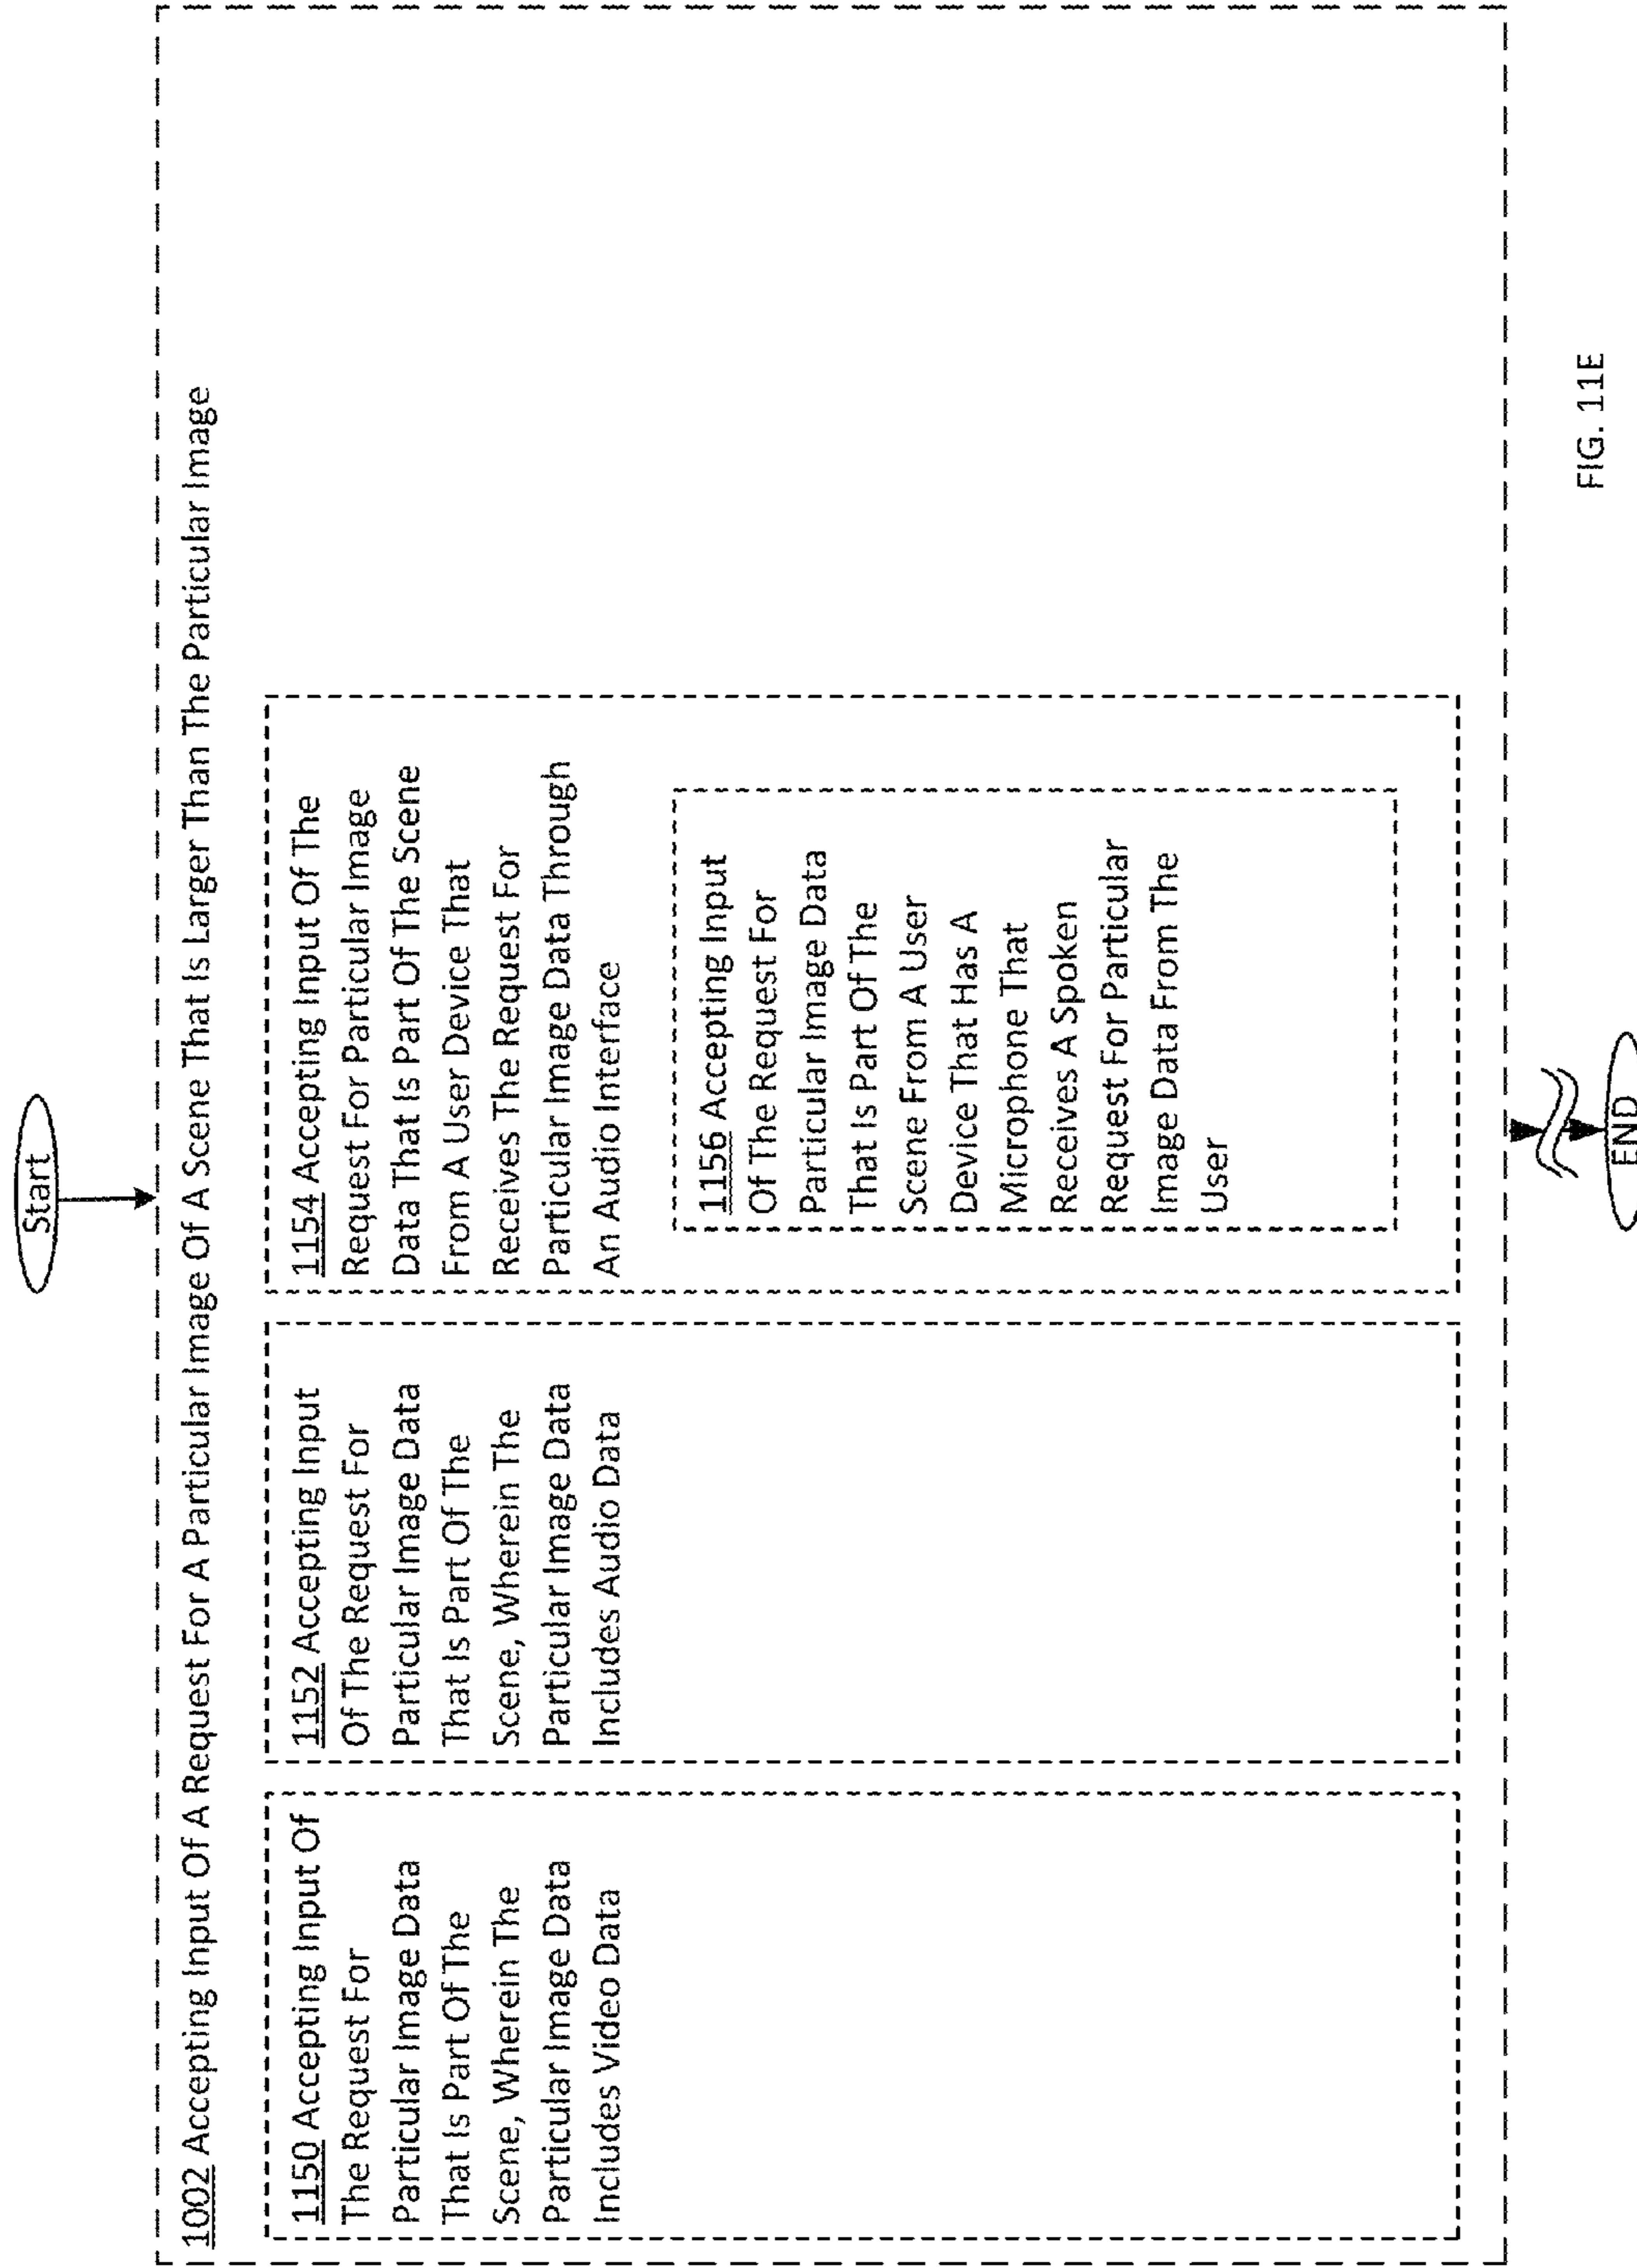 Start
1002 Accepting Input Of A Request For A Particular Image Of A Scene That Is Larger Than The Particular Image
1150 Accepting Input Of
The Request For
Particular Image Data
That Is Part Of The
Scene, Wherein The
Particular Image Data
Includes Video Data
1152 Accepting Input
Of The Request For
Particular Image Data
That Is Part Of The
Scene, Wherein The
Particular Image Data
Includes Audio Data
1154 Accepting Input Of The
Request For Particular Image
Data That Is Part Of The Scene
From A User Device That
Receives The Request For
Particular Image Data Through
An Audio Interface
1156 Accepting Input
Of The Request For
Particular Image Data
That Is Part Of The
Scene From A User
Device That Has A
Microphone That
Receives A Spoken
Request For Particular
Image Data From The
User
END
FIG. 11E